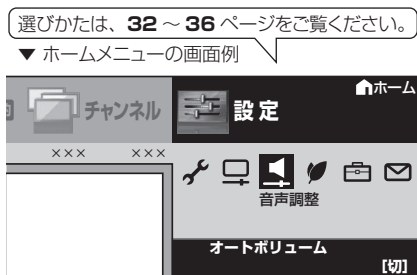 選びかたは、32 ～ 36 ページをご覧ください。
▼ ホームメニューの画面例
ホーム
チャンネル
設定
××× ×××
音声調整
オートボリューム
[切]